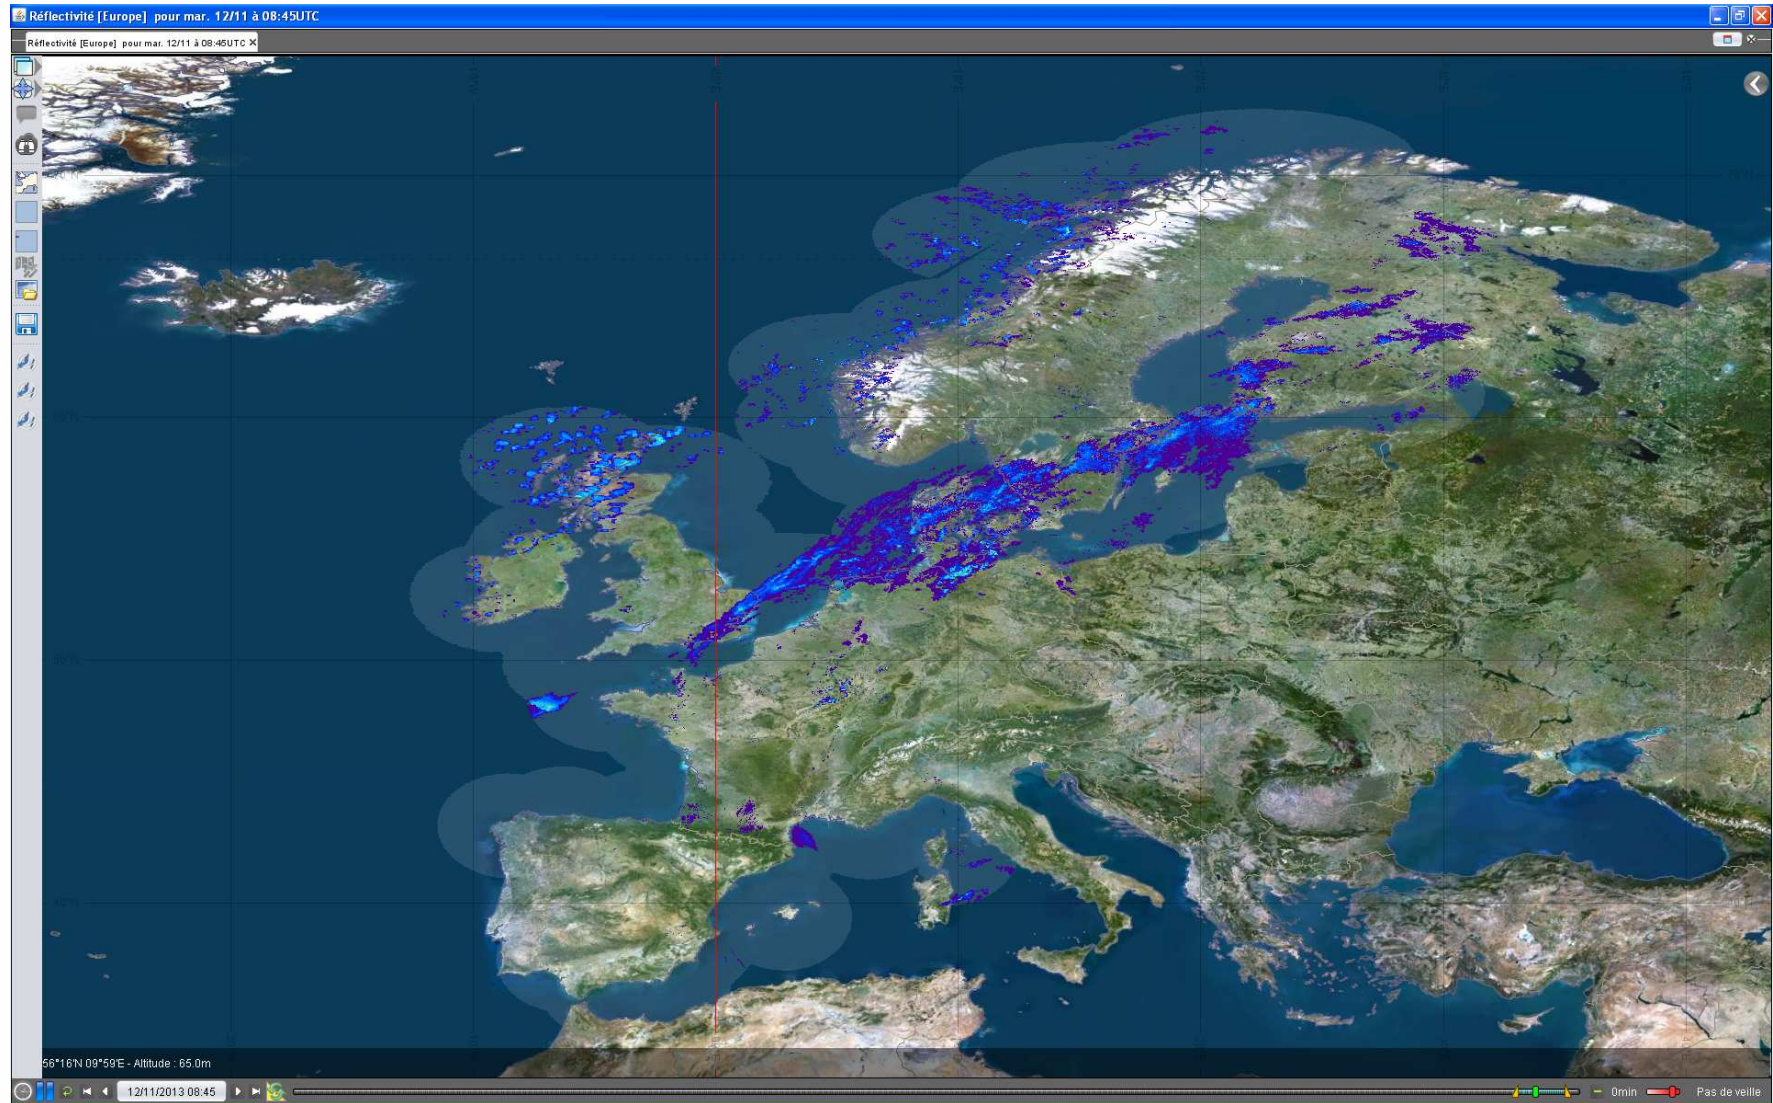 Réflectivité [Europe] pour mar. 12/11 à 08:45UTC
Réflectivité [Europe] pour mar. 12/11 à 08:45UTC
56°16'N 09°59'E - Altitude : 65.0m
12/11/2013 08:45
0min
Pas de veille